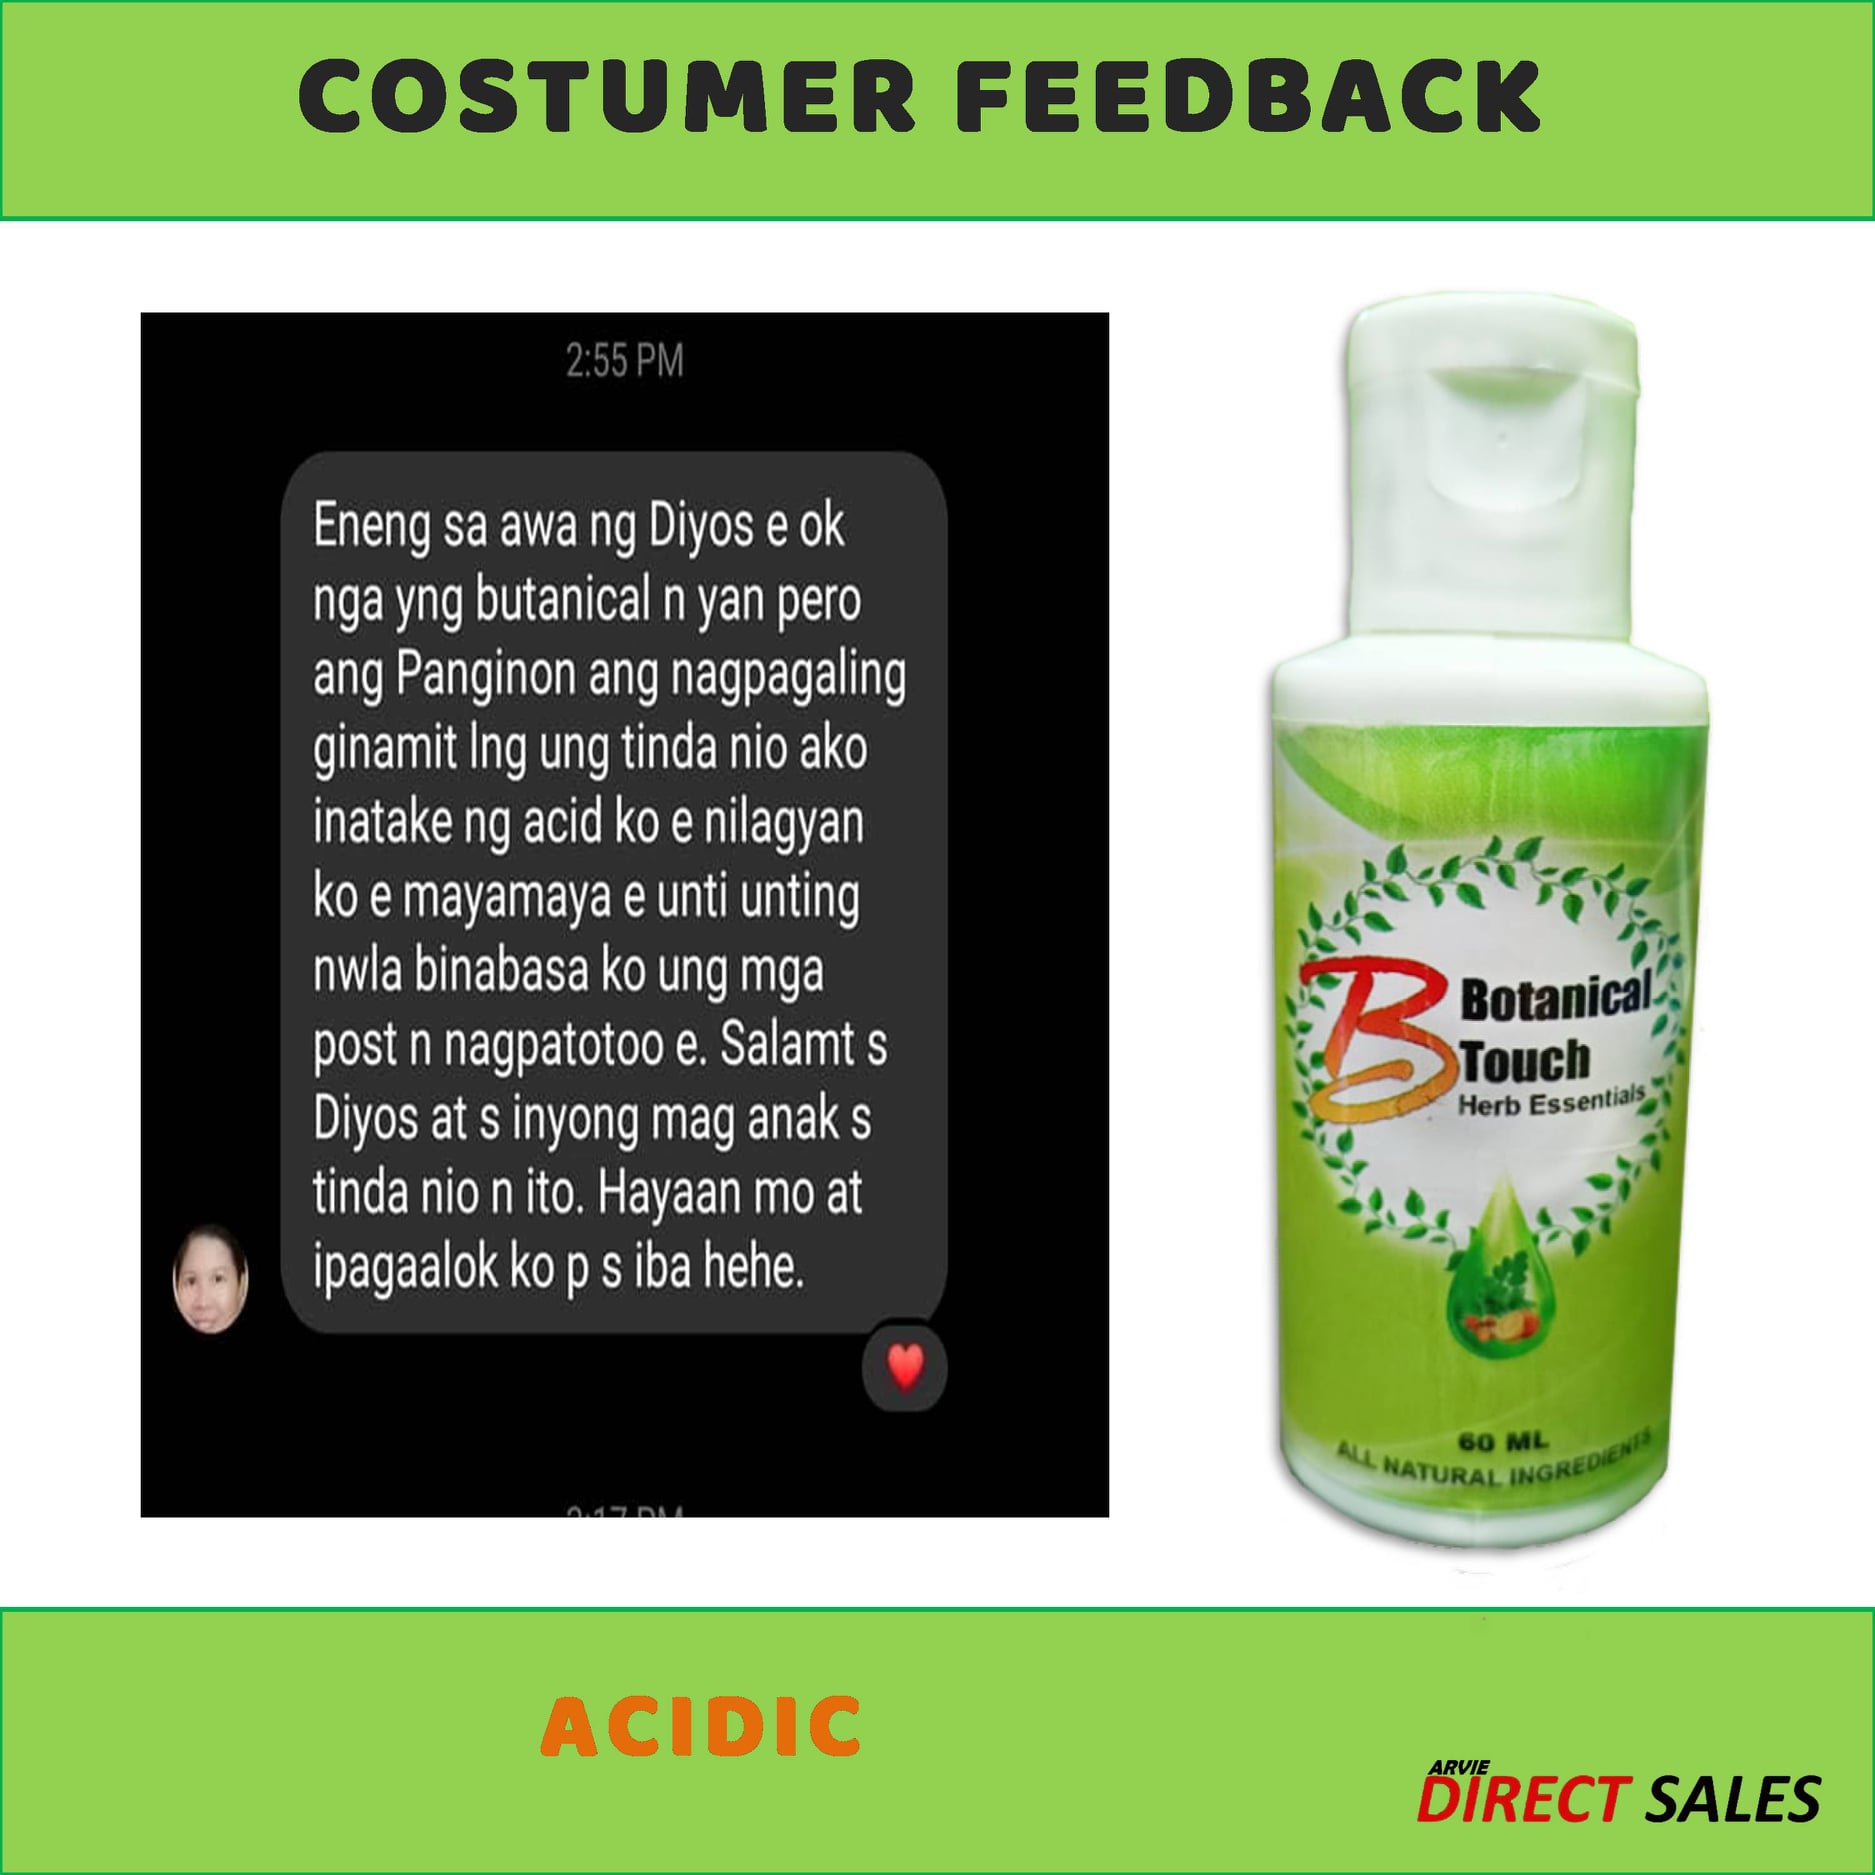 COSTUMER FEEDBACK
2:55 PM
Eneng sa awa ng Diyos e ok
nga yng butanical n yan pero
ang Panginon ang nagpagaling
ginamit lng ung tinda nio ako
inatake ng acid ko e nilagyan
ko e mayamaya e unti unting
nwla binabasa ko ung mga
post n nagpatotoo e. Salamt s
Diyos at s inyong mag anak s
tinda nio n ito. Hayaan mo at
ipagaalok ko p s iba hehe.
B Botanical
Touch
Herb Essentials
60 ML
ALL NATURAL INGREDIENTS
ACIDIC
ARVIE
DIRECT SALES